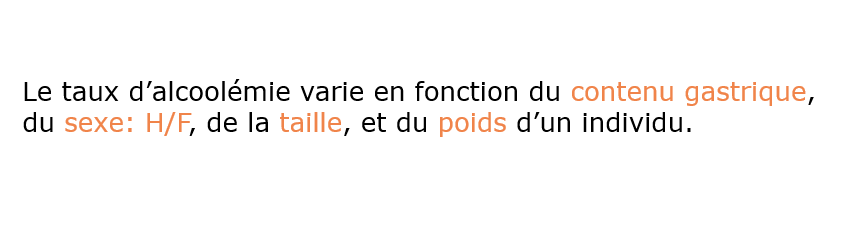 Le taux d’alcoolémie varie en fonction du contenu gastrique,
du sexe: H/F, de la taille, et du poids d’un individu.